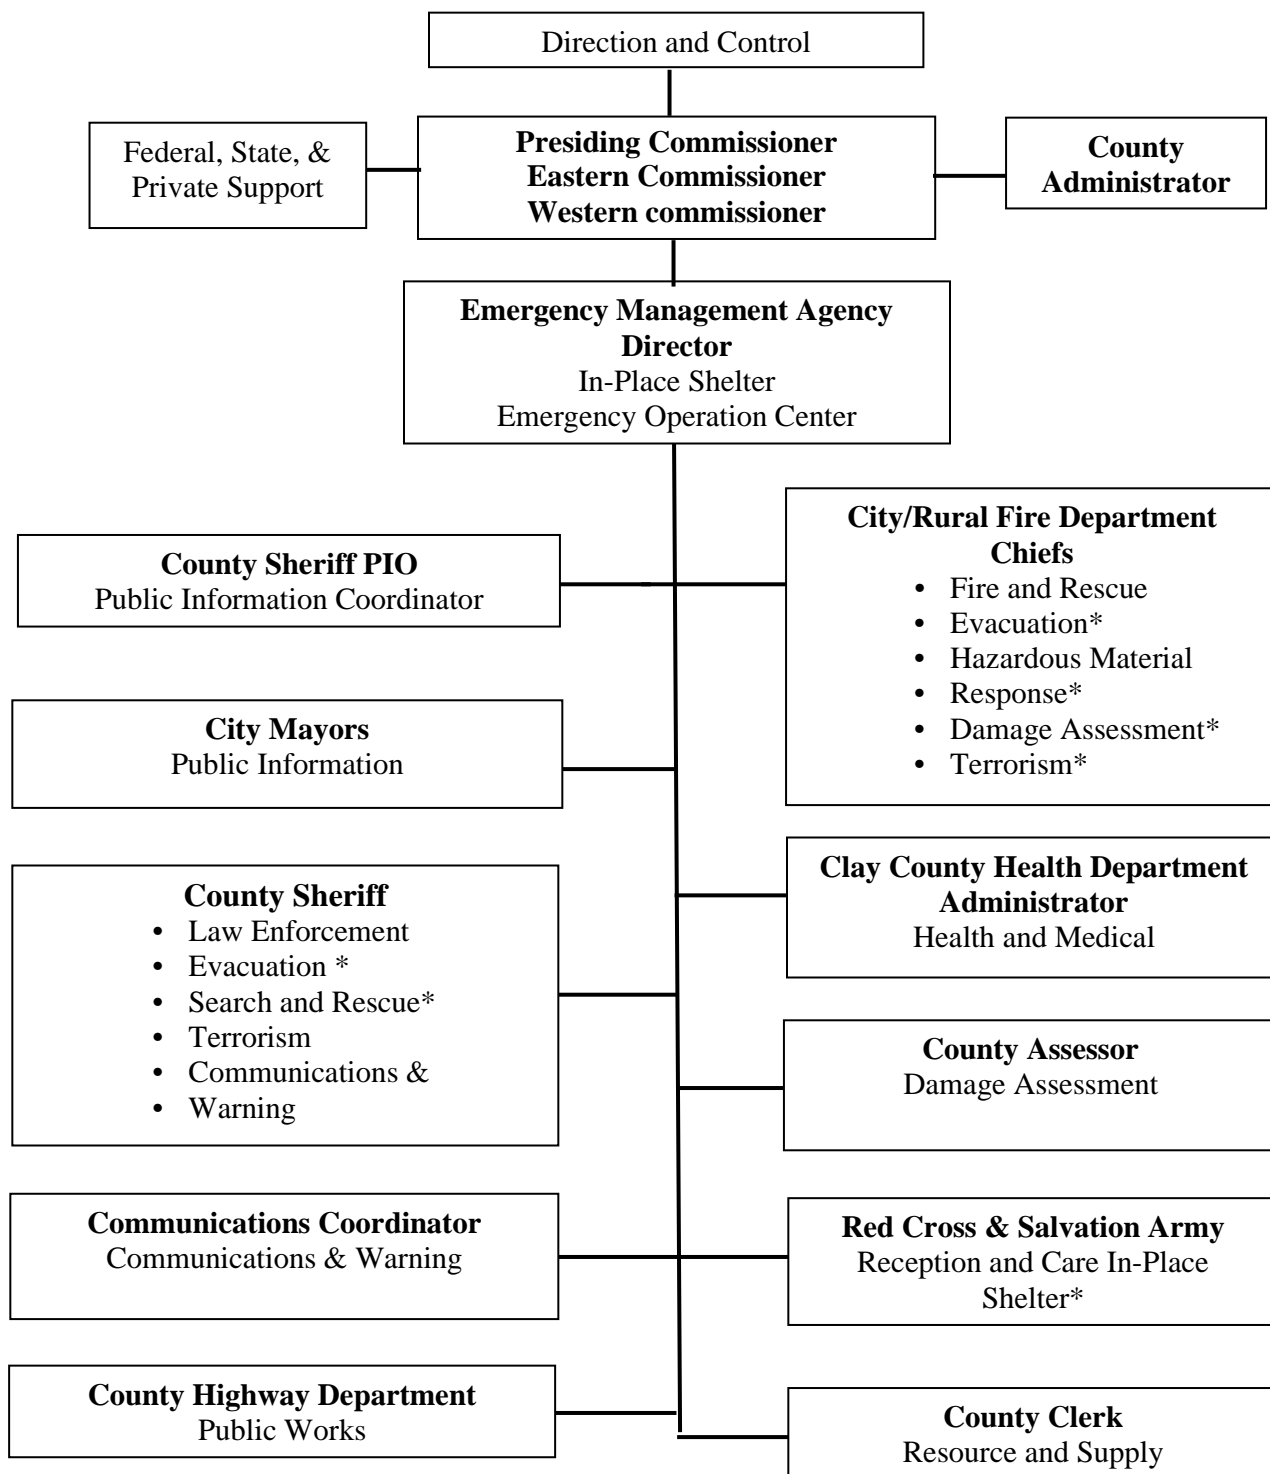 Direction and Control
Federal, State, &
Private Support
Presiding Commissioner
Eastern Commissioner
Western commissioner
County
Administrator
Emergency Management Agency
Director
In-Place Shelter
Emergency Operation Center
County Sheriff PIO
Public Information Coordinator
City/Rural Fire Department
Chiefs
• Fire and Rescue
• Evacuation*
• Hazardous Material
• Response*
• Damage Assessment*
• Terrorism*
City Mayors
Public Information
County Sheriff
• Law Enforcement
• Evacuation *
• Search and Rescue*
• Terrorism
• Communications &
• Warning
Clay County Health Department
Administrator
Health and Medical
County Assessor
Damage Assessment
Communications Coordinator
Communications & Warning
Red Cross & Salvation Army
Reception and Care In-Place
Shelter*
County Highway Department
Public Works
County Clerk
Resource and Supply